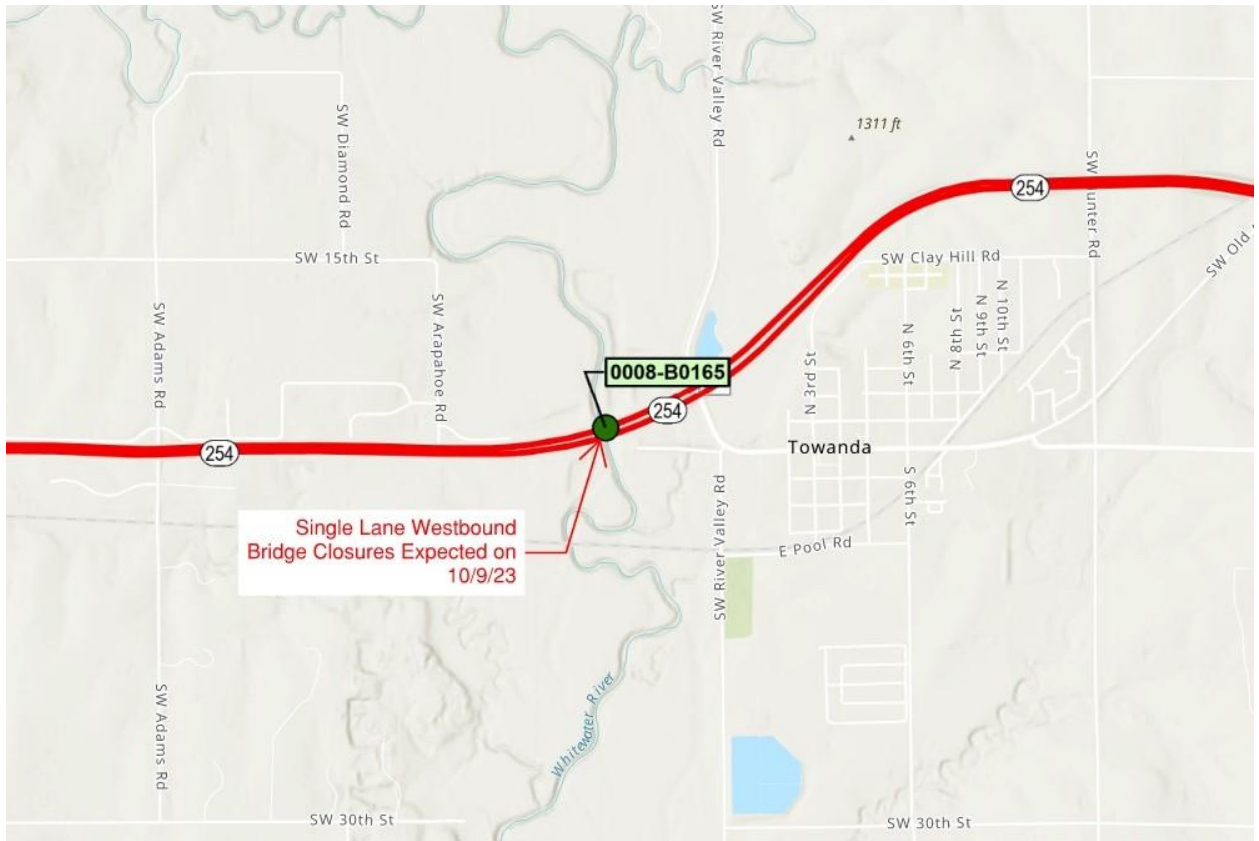 SW River Valley Rd
1311 ft
SW Diamond Rd
254
SW Hunter Rd
SW 15th St
SW Clay Hill Rd
SW Old
SW Adams Rd
SW Arapahoe Rd
N 10th St
N 9th St
N 8th St
N 6th St
N 3rd St
0008-B0165
254
254
Towanda
Single Lane Westbound
Bridge Closures Expected on
10/9/23
S 6th St
SW River Valley Rd
E Pool Rd
Whitewater River
SW Adams Rd
SW 30th St
SW 30th St